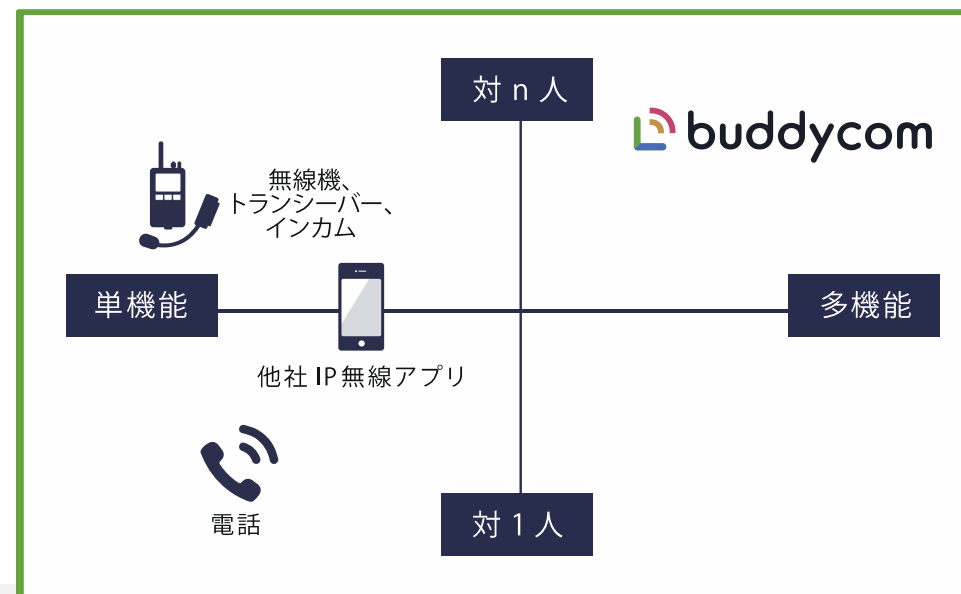 対 n 人
buddycom
無線機、
トランシーバー、
インカム
単機能
多機能
他社 IP 無線アプリ
電話
対 1 人